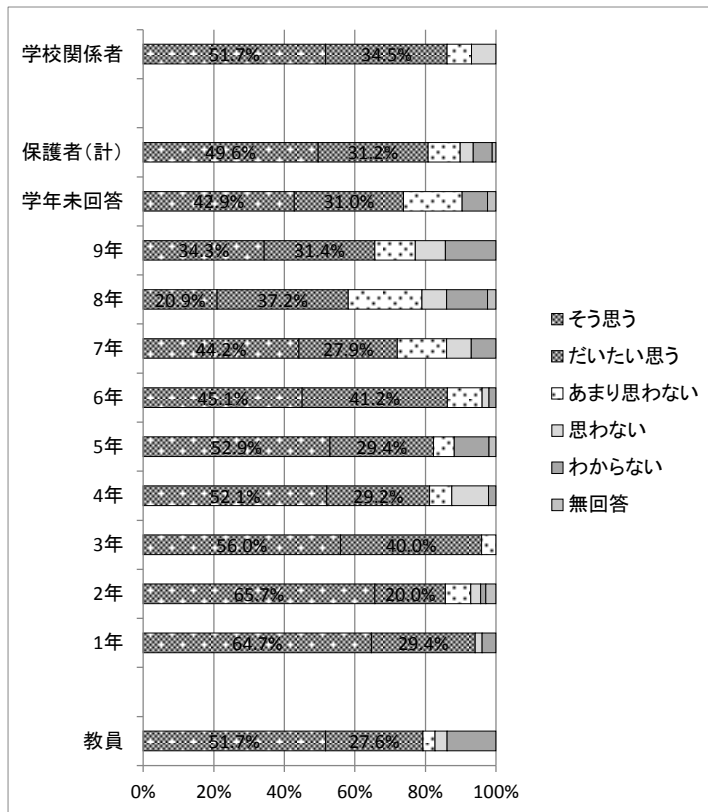 学校関係者 51.7% 34.5%
保護者(計) 49.6% 31.2%
学年未回答 42.9% 31.0%
9年 34.3% 31.4%
8年 20.9% 37.2%
7年 44.2% 27.9%
6年 45.1% 41.2%
5年 52.9% 29.4%
4年 52.1% 29.2%
3年 56.0% 40.0%
2年 65.7% 20.0%
1年 64.7% 29.4%
教員 51.7% 27.6%
0% 20% 40% 60% 80% 100%
そう思う
だいたい思う
あまり思わない
思わない
わからない
無回答